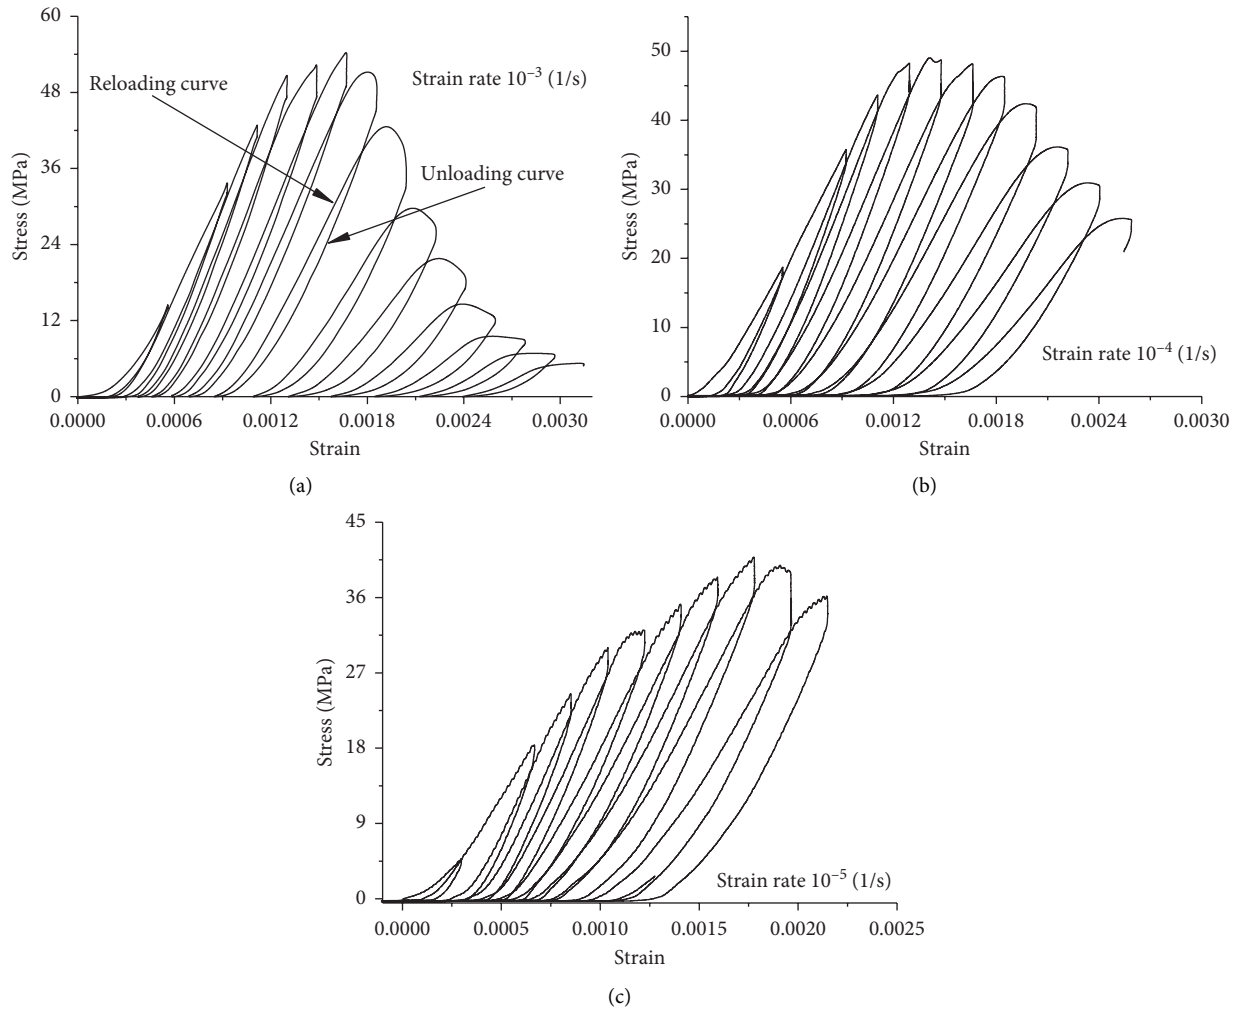 60
48
36
24
12
0
Stress (MPa)
Reloading curve
Strain rate 10⁻³ (1/s)
Unloading curve
0.0000 0.0006 0.0012 0.0018 0.0024 0.0030
Strain
(a)
50
40
30
20
10
0
Stress (MPa)
Strain rate 10⁻⁴ (1/s)
0.0000 0.0006 0.0012 0.0018 0.0024 0.0030
Strain
(b)
45
36
27
18
9
0
Stress (MPa)
Strain rate 10⁻⁵ (1/s)
0.0000 0.0005 0.0010 0.0015 0.0020 0.0025
Strain
(c)